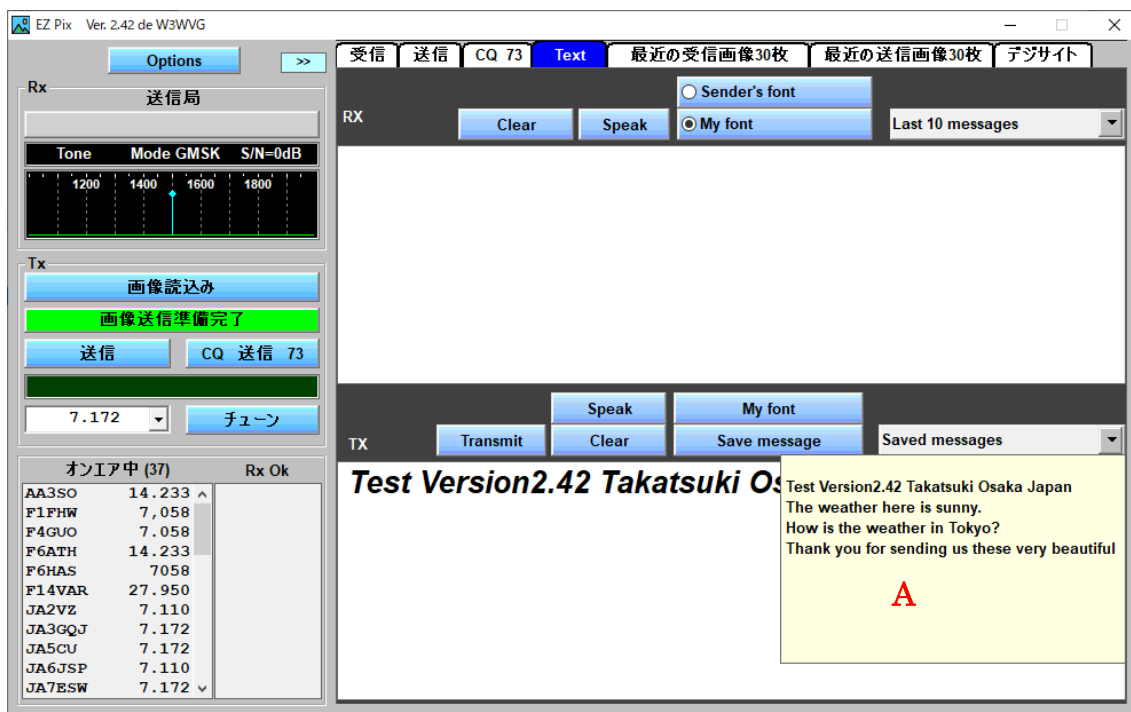 EZ Pix Ver. 2.42 de W3WVG
Options
>>
Rx
送信局
Tone Mode GMSK S/N=0dB
1200 1400 1600 1800
Tx
画像読込み
画像送信準備完了
送信
CQ 送信 73
7.172
チューン
オンエア中 (37)
Rx Ok
AA3SO 14.233
F1FHW 7,058
F4GUO 7.058
F6ATH 14.233
F6HAS 7058
F14VAR 27.950
JA2VZ 7.110
JA3GQJ 7.172
JA5CU 7.172
JA6JSP 7.110
JA7ESW 7.172
受信 送信 CQ 73 Text 最近の受信画像30枚 最近の送信画像30枚 デジサイト
RX
Clear
Speak
Sender's font
My font
Last 10 messages
TX
Transmit
Speak
Clear
My font
Save message
Saved messages
Test Version2.42 Takatsuki Os
Test Version2.42 Takatsuki Osaka Japan
The weather here is sunny.
How is the weather in Tokyo?
Thank you for sending us these very beautiful
A